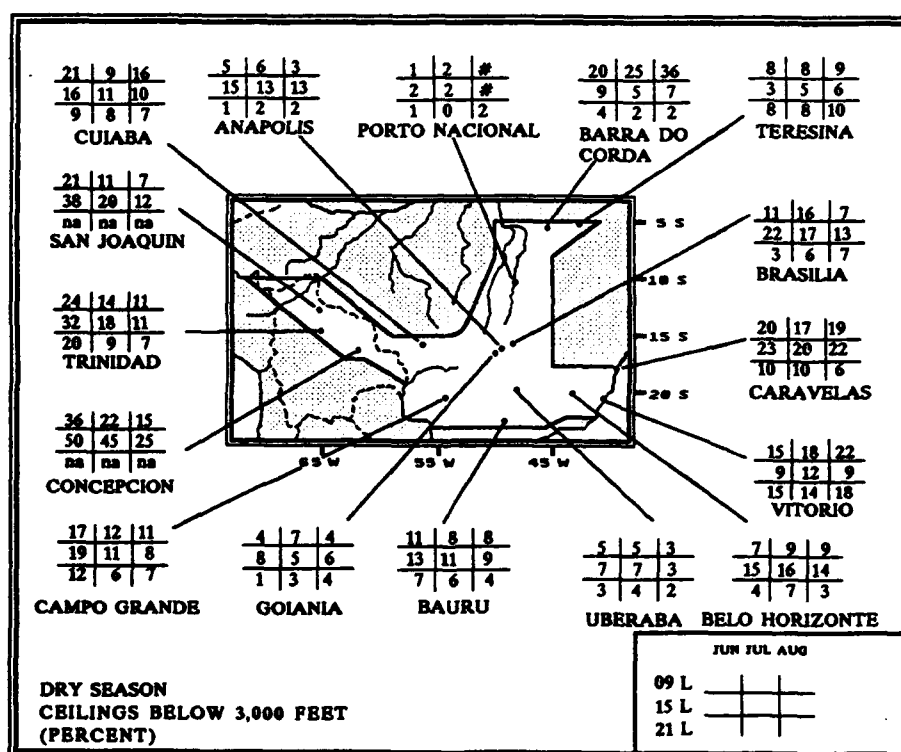 21 9 16
16 11 10
9 8 7
CUIABA
5 6 3
15 13 13
1 2 2
ANAPOLIS
1 2 #
2 2 #
1 0 2
PORTO NACIONAL
20 25 36
9 5 7
4 2 2
BARRA DO
CORDA
8 8 9
3 5 6
8 8 10
TERESINA
21 11 7
38 20 12
na na na
SAN JOAQUIN
11 16 7
22 17 13
3 6 7
BRASILIA
24 14 11
32 18 11
20 9 7
TRINIDAD
20 17 19
23 20 22
10 10 6
CARAVELAS
36 22 15
50 45 25
na na na
CONCEPCION
15 18 22
9 12 9
15 14 18
VITORIO
5 S
10 S
15 S
20 S
65 W
55 W
45 W
17 12 11
19 11 8
12 6 7
CAMPO GRANDE
4 7 4
8 5 6
1 3 4
GOIANIA
11 8 8
13 11 9
7 6 4
BAURU
5 5 3
7 7 3
3 4 2
UBERABA
7 9 9
15 16 14
4 7 3
BELO HORIZONTE
DRY SEASON
CEILINGS BELOW 3,000 FEET
(PERCENT)
JUN JUL AUG
09 L
15 L
21 L